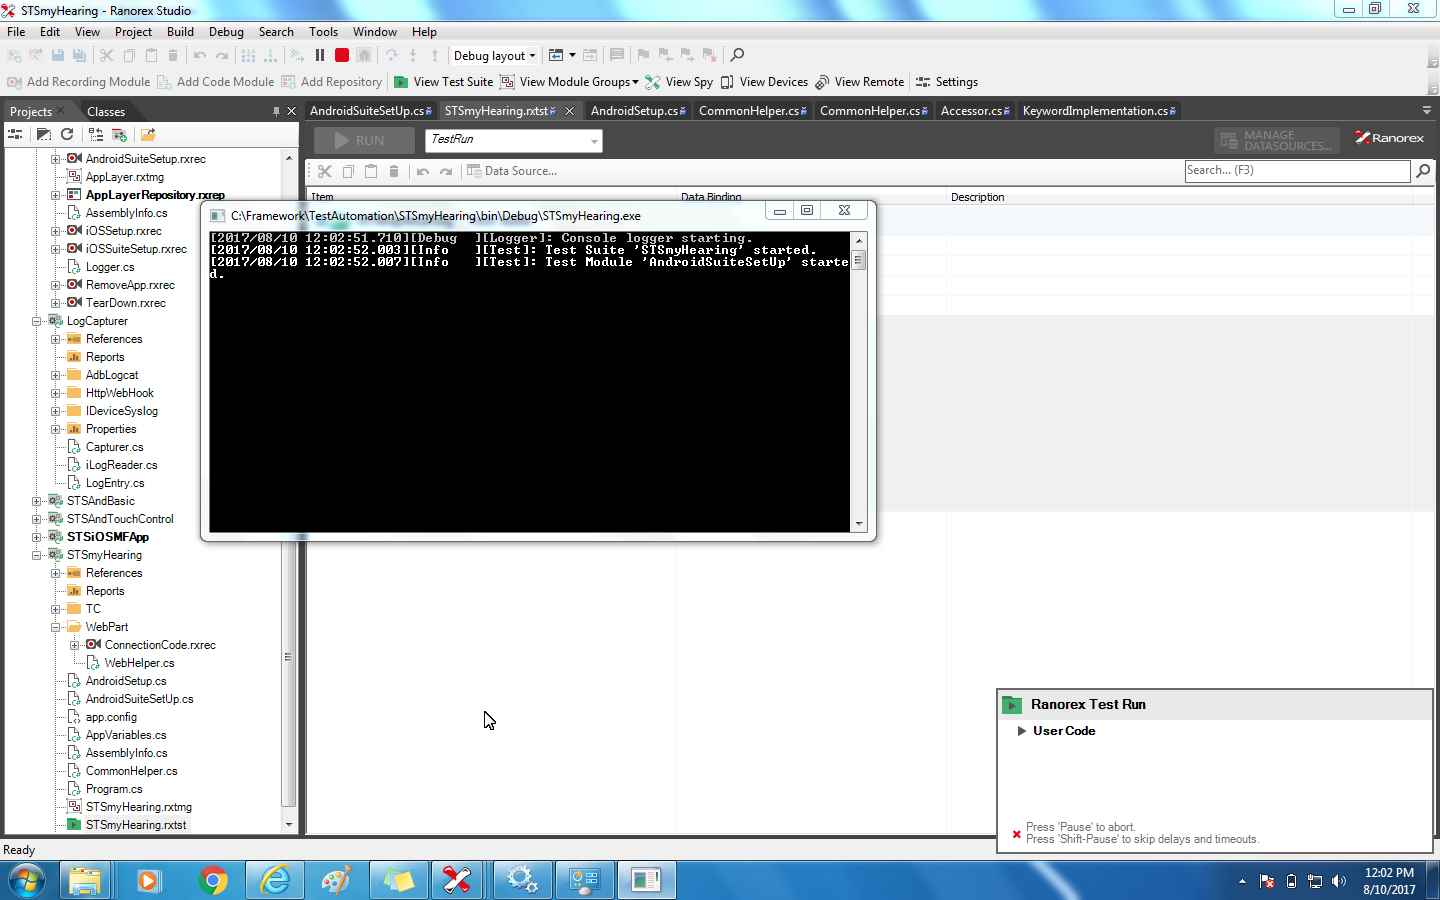 STSmyHearing - Ranorex Studio
File Edit View Project Build Debug Search Tools Window Help
Debug layout
Add Recording Module Add Code Module Add Repository View Test Suite View Module Groups View Spy View Devices View Remote Settings
Projects Classes
AndroidSuiteSetUp.cs STSmyHearing.rxtst AndroidSetup.cs CommonHelper.cs CommonHelper.cs Accessor.cs KeywordImplementation.cs
RUN TestRun MANAGE DATASOURCES... Ranorex
Data Source... Search... (F3)
Item Data Binding Description
AndroidSuiteSetup.rxrec
AppLayer.rxtmg
AppLayerRepository.rxrep
AssemblyInfo.cs
iOSSetup.rxrec
iOSSuiteSetup.rxrec
Logger.cs
RemoveApp.rxrec
TearDown.rxrec
LogCapturer
References
Reports
AdbLogcat
HttpWebHook
IDeviceSyslog
Properties
Capturer.cs
iLogReader.cs
LogEntry.cs
STSAndBasic
STSAndTouchControl
STSiOSMFApp
STSmyHearing
References
Reports
TC
WebPart
ConnectionCode.rxrec
WebHelper.cs
AndroidSetup.cs
AndroidSuiteSetUp.cs
app.config
AppVariables.cs
AssemblyInfo.cs
CommonHelper.cs
Program.cs
STSmyHearing.rxtmg
STSmyHearing.rxtst
C:\Framework\TestAutomation\STSmyHearing\bin\Debug\STSmyHearing.exe
[2017/08/10 12:02:51.710][Debug  ][Logger]: Console logger starting.
[2017/08/10 12:02:52.003][Info   ][Test]: Test Suite 'STSmyHearing' started.
[2017/08/10 12:02:52.007][Info   ][Test]: Test Module 'AndroidSuiteSetUp' starte
d.
Ranorex Test Run
User Code
Press 'Pause' to abort.
Press 'Shift-Pause' to skip delays and timeouts.
Ready
12:02 PM
8/10/2017